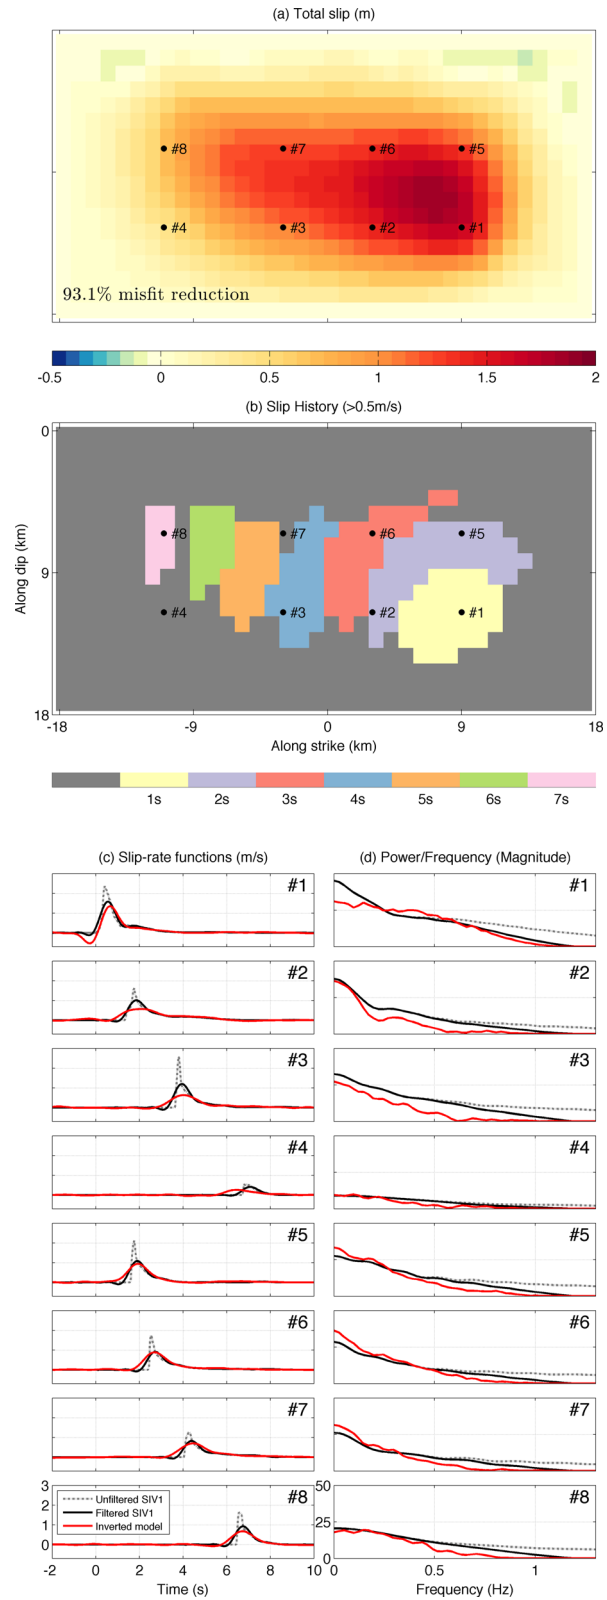 (a) Total slip (m)
#8 #7 #6 #5
#4 #3 #2 #1
93.1% misfit reduction
-0.5 0 0.5 1 1.5 2
(b) Slip History (>0.5m/s)
0
#8 #7 #6 #5
Along dip (km)
9
#4 #3 #2 #1
18
-18 -9 0 9 18
Along strike (km)
1s 2s 3s 4s 5s 6s 7s
(c) Slip-rate functions (m/s) (d) Power/Frequency (Magnitude)
#1 #1
#2 #2
#3 #3
#4 #4
#5 #5
#6 #6
#7 #7
3 50
Unfiltered SIV1 #8 #8
2
Filtered SIV1
1 25
Inverted model
0 0
-2 0 2 4 6 8 10 0 0.5 1
Time (s) Frequency (Hz)